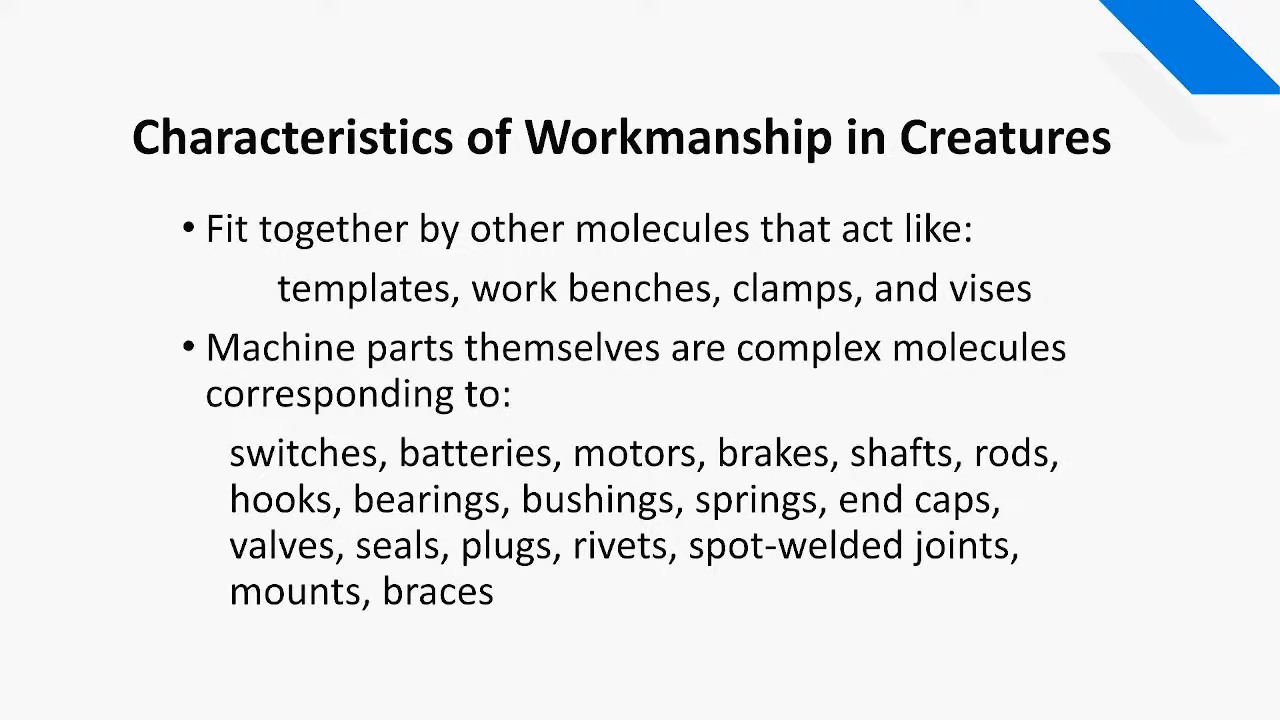 Characteristics of Workmanship in Creatures
• Fit together by other molecules that act like:
templates, work benches, clamps, and vises
• Machine parts themselves are complex molecules
corresponding to:
switches, batteries, motors, brakes, shafts, rods,
hooks, bearings, bushings, springs, end caps,
valves, seals, plugs, rivets, spot-welded joints,
mounts, braces